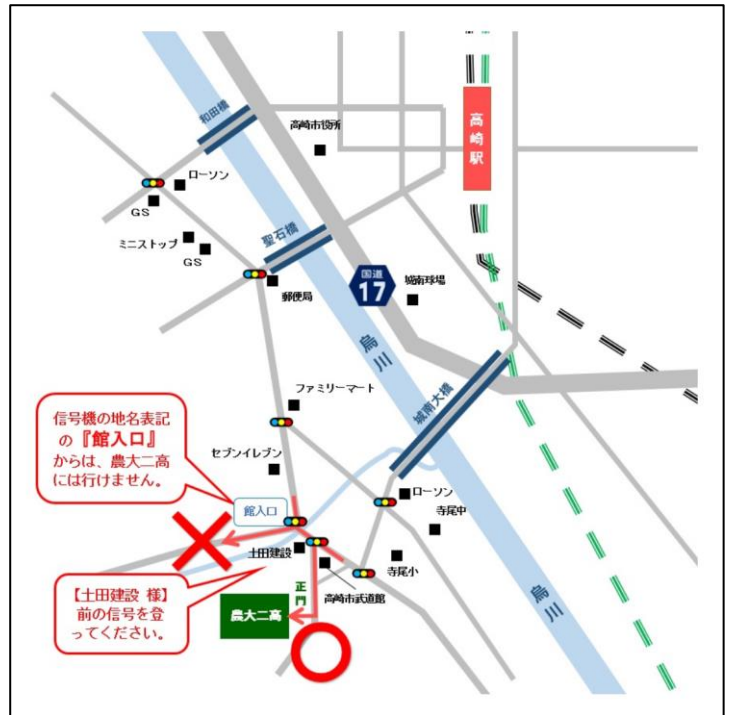 和田橋
高崎市役所
高崎駅
ローソン
GS
ミニストップ
GS
聖石橋
郵便局
国道
17
城南球場
烏川
ファミリーマート
城南大橋
信号機の地名表記
の『館入口』
からは、農大二高
には行けません。
セブンイレブン
館入口
ローソン
寺尾中
土田建設
寺尾小
【土田建設 様】
前の信号を登
ってください。
正門
高崎市武道館
農大二高
烏川